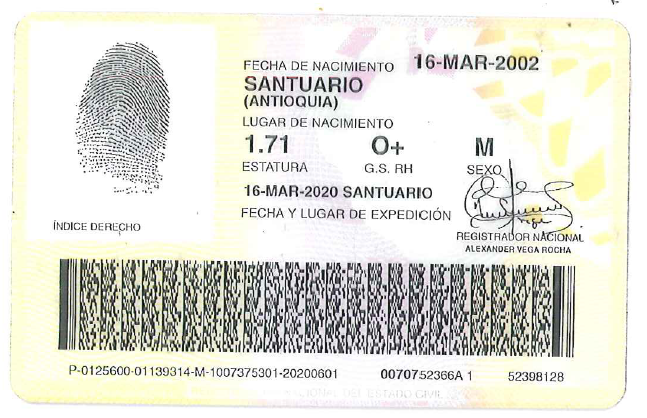 FECHA DE NACIMIENTO 16-MAR-2002
SANTUARIO
(ANTIOQUIA)
LUGAR DE NACIMIENTO
1.71 O+ M
ESTATURA G.S. RH SEXO
16-MAR-2020 SANTUARIO
FECHA Y LUGAR DE EXPEDICIÓN
ÍNDICE DERECHO
REGISTRADOR NACIONAL
ALEXANDER VEGA ROCHA
P-0125600-01139314-M-1007375301-20200601 0070752366A 1 52398128